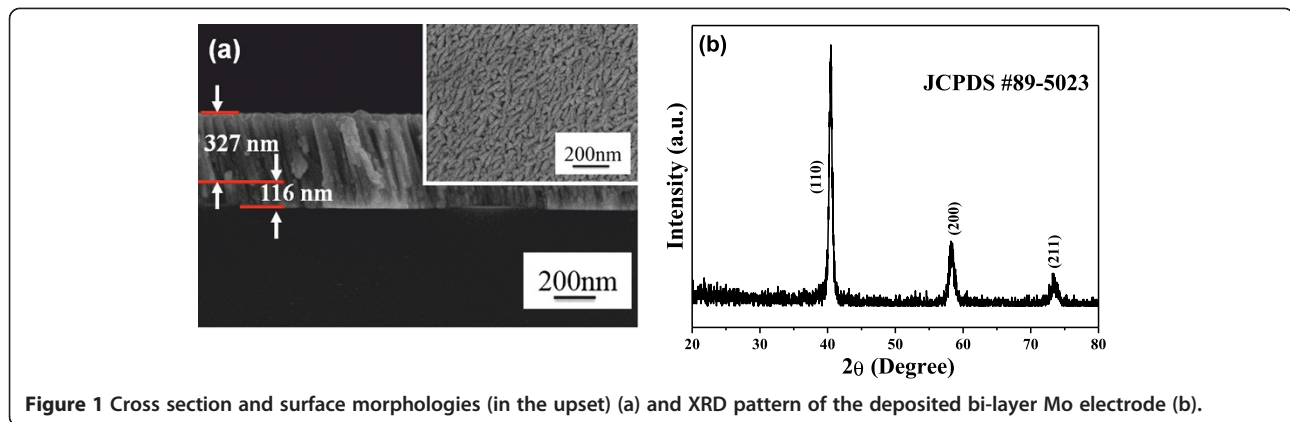 (a)
327 nm
116 nm
200nm
200nm
(b)
JCPDS #89-5023
(110)
(200)
(211)
Intensity (a.u.)
20 30 40 50 60 70 80
2θ (Degree)
Figure 1 Cross section and surface morphologies (in the upset) (a) and XRD pattern of the deposited bi-layer Mo electrode (b).